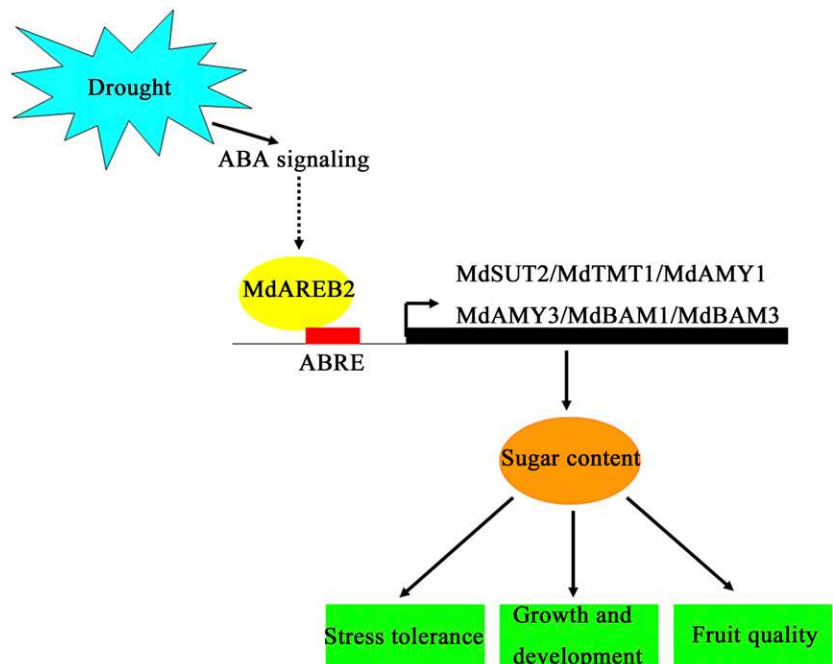 Drought
ABA signaling
MdAREB2
MdSUT2/MdTMT1/MdAMY1
MdAMY3/MdBAM1/MdBAM3
ABRE
Sugar content
Stress tolerance
Growth and
development
Fruit quality